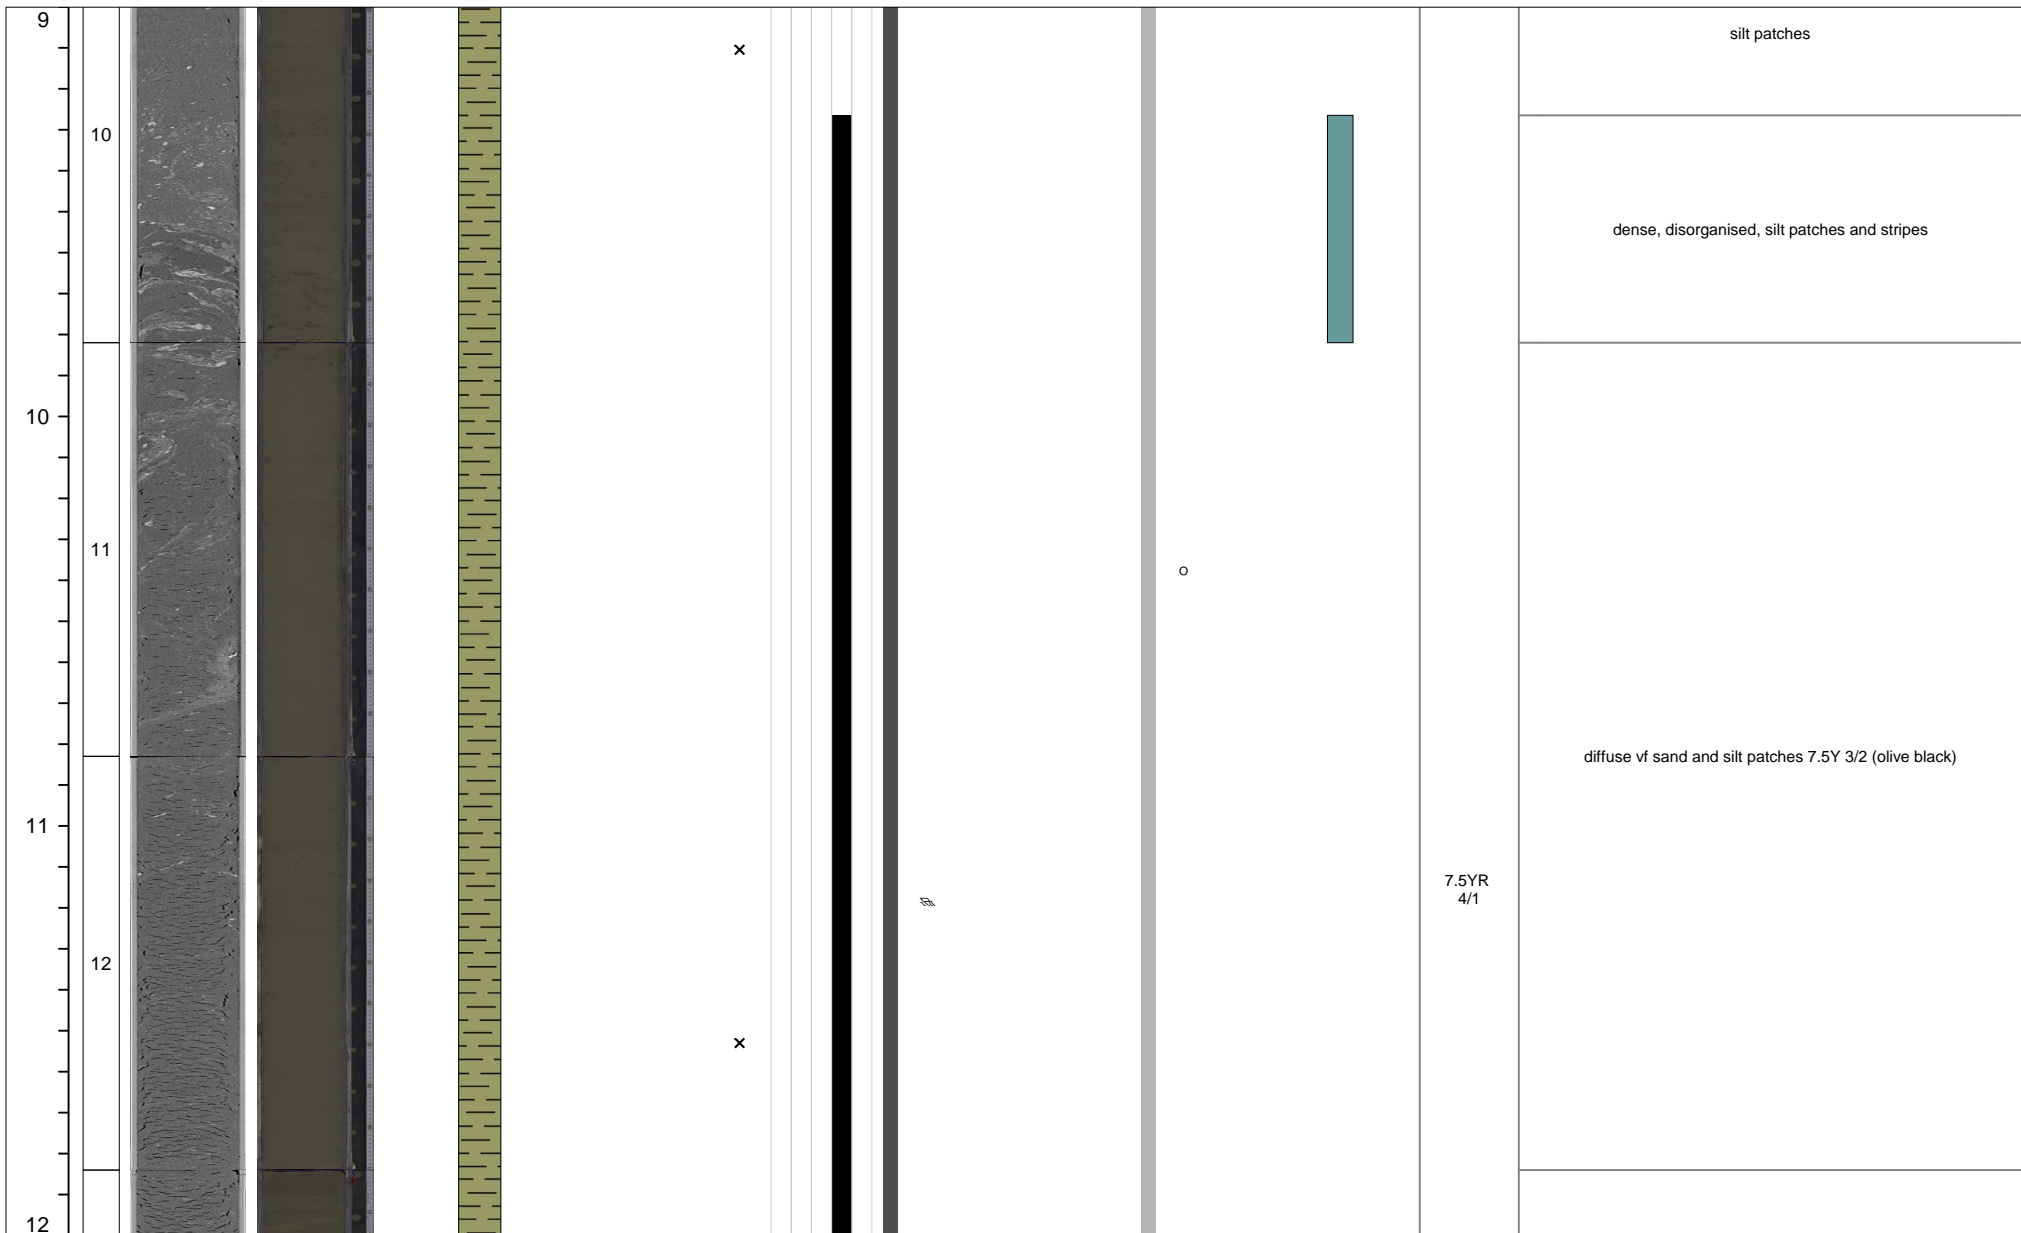 9
silt patches
×
10
dense, disorganised, silt patches and stripes
10
11
o
diffuse vf sand and silt patches 7.5Y 3/2 (olive black)
11
7.5YR
4/1
12
×
12